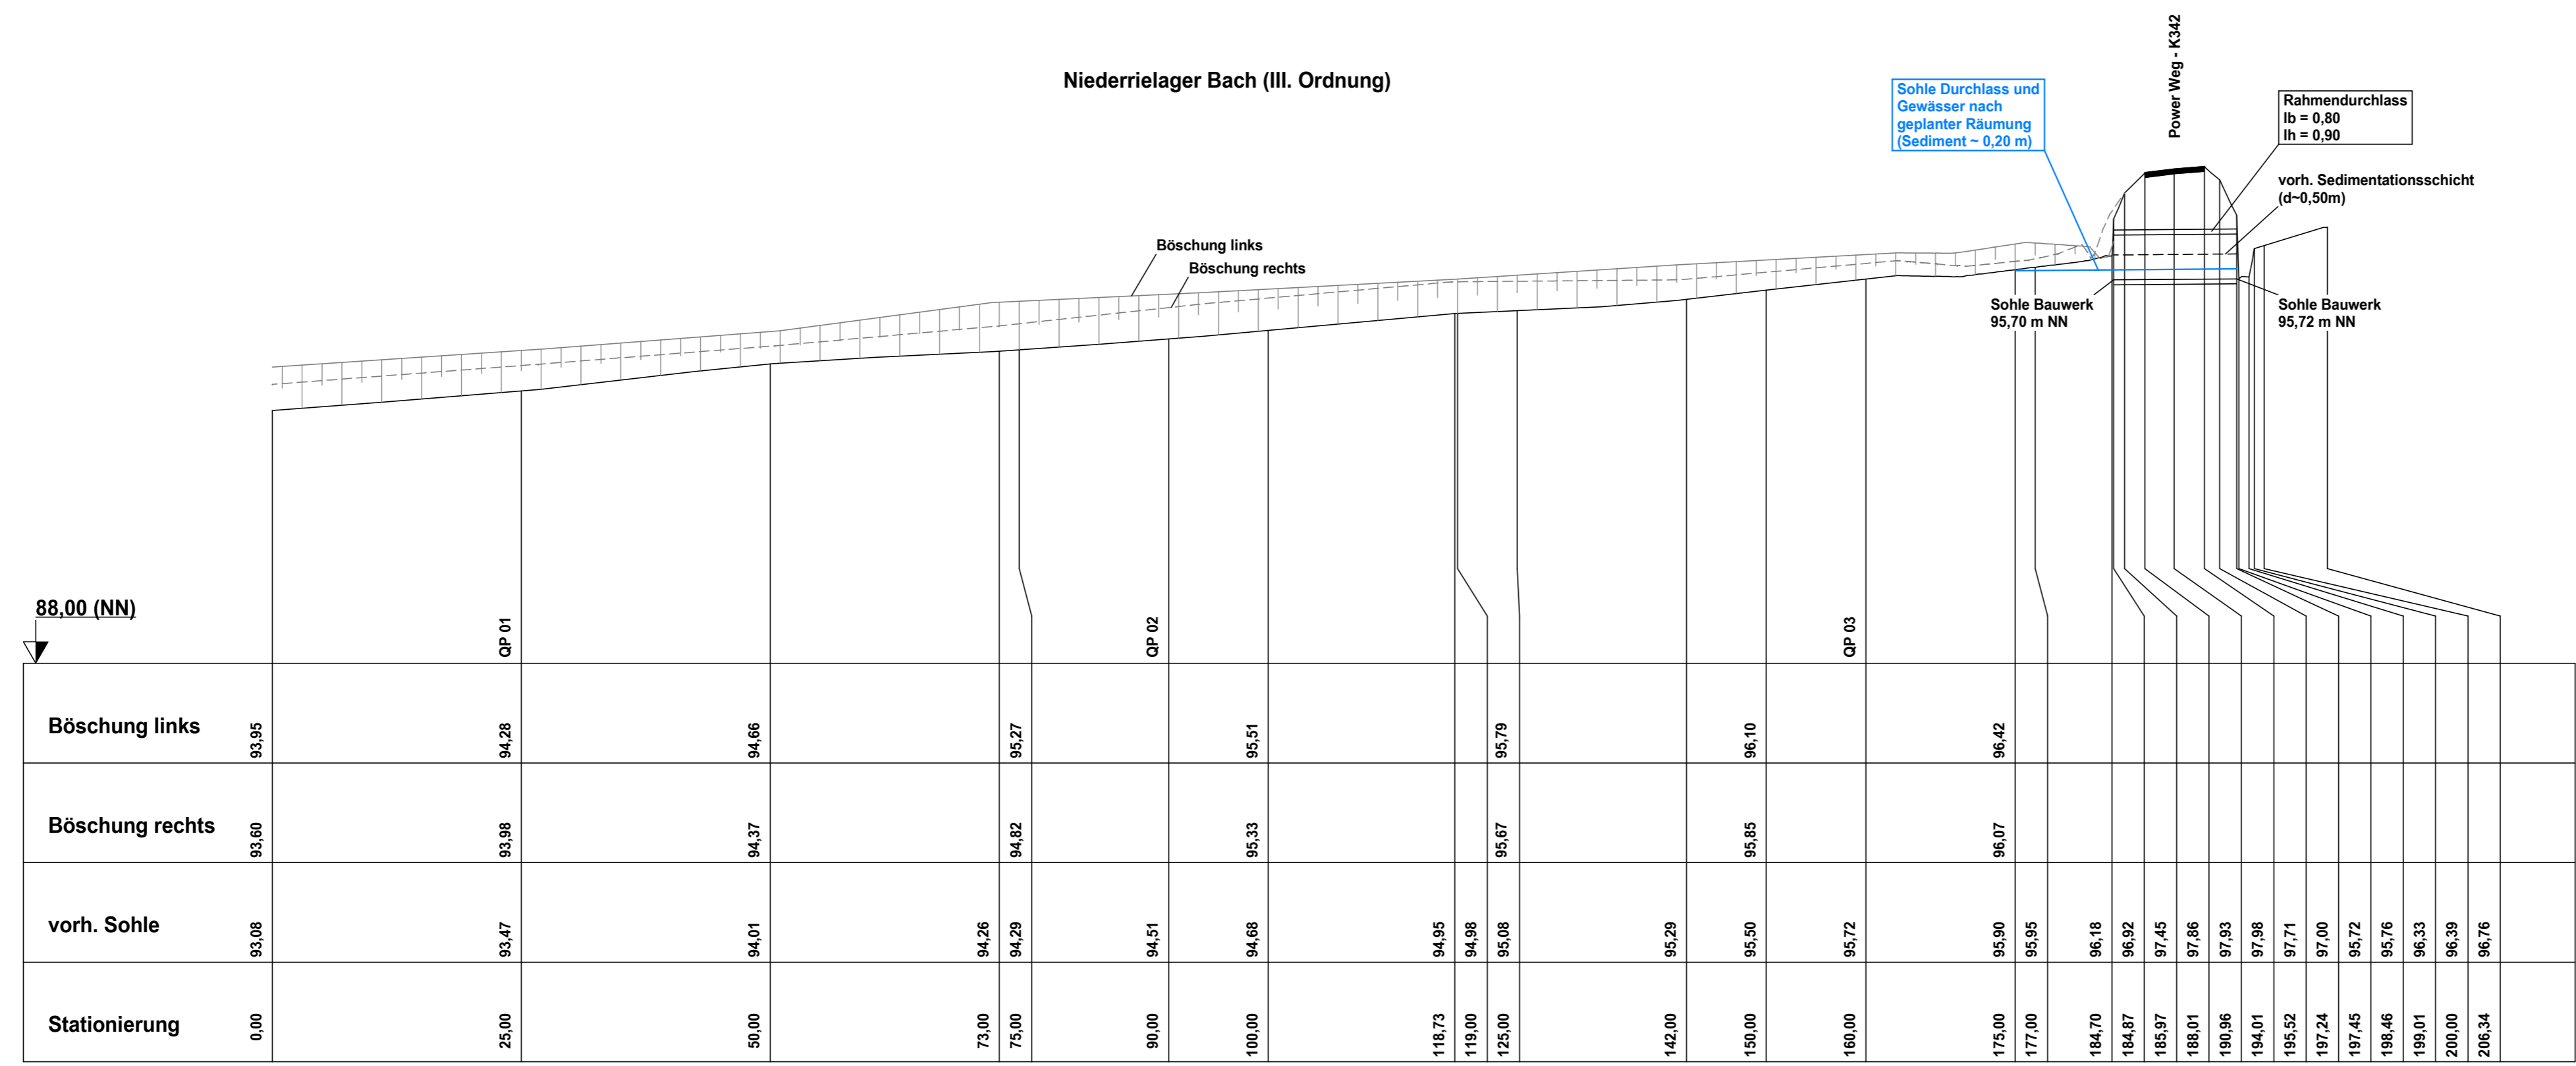 Niederrielager Bach (III. Ordnung)
Power Weg - K342
Sohle Durchlass und
Gewässer nach
geplanter Räumung
(Sediment ~ 0,20 m)
Rahmendurchlass
lb = 0,80
lh = 0,90
vorh. Sedimentationsschicht
(d~0,50m)
Böschung links
Böschung rechts
Sohle Bauwerk
95,70 m NN
Sohle Bauwerk
95,72 m NN
88,00 (NN)
QP 01
QP 02
QP 03
Böschung links 93,95 94,28 94,66 95,27 95,51 95,79 96,10 96,42
Böschung rechts 93,60 93,98 94,37 94,82 95,33 95,67 95,85 96,07
vorh. Sohle 93,08 93,47 94,01 94,26 94,29 94,51 94,68 94,95 94,98 95,08 95,29 95,50 95,72 95,90 95,95 96,18 96,92 97,45 97,86 97,93 97,98 97,71 97,00 95,72 95,76 96,33 96,39 96,76
Stationierung 0,00 25,00 50,00 73,00 75,00 90,00 100,00 118,73 119,00 125,00 142,00 150,00 160,00 175,00 177,00 184,70 184,87 185,97 188,01 190,96 194,01 195,52 197,24 197,45 198,46 199,01 200,00 206,34